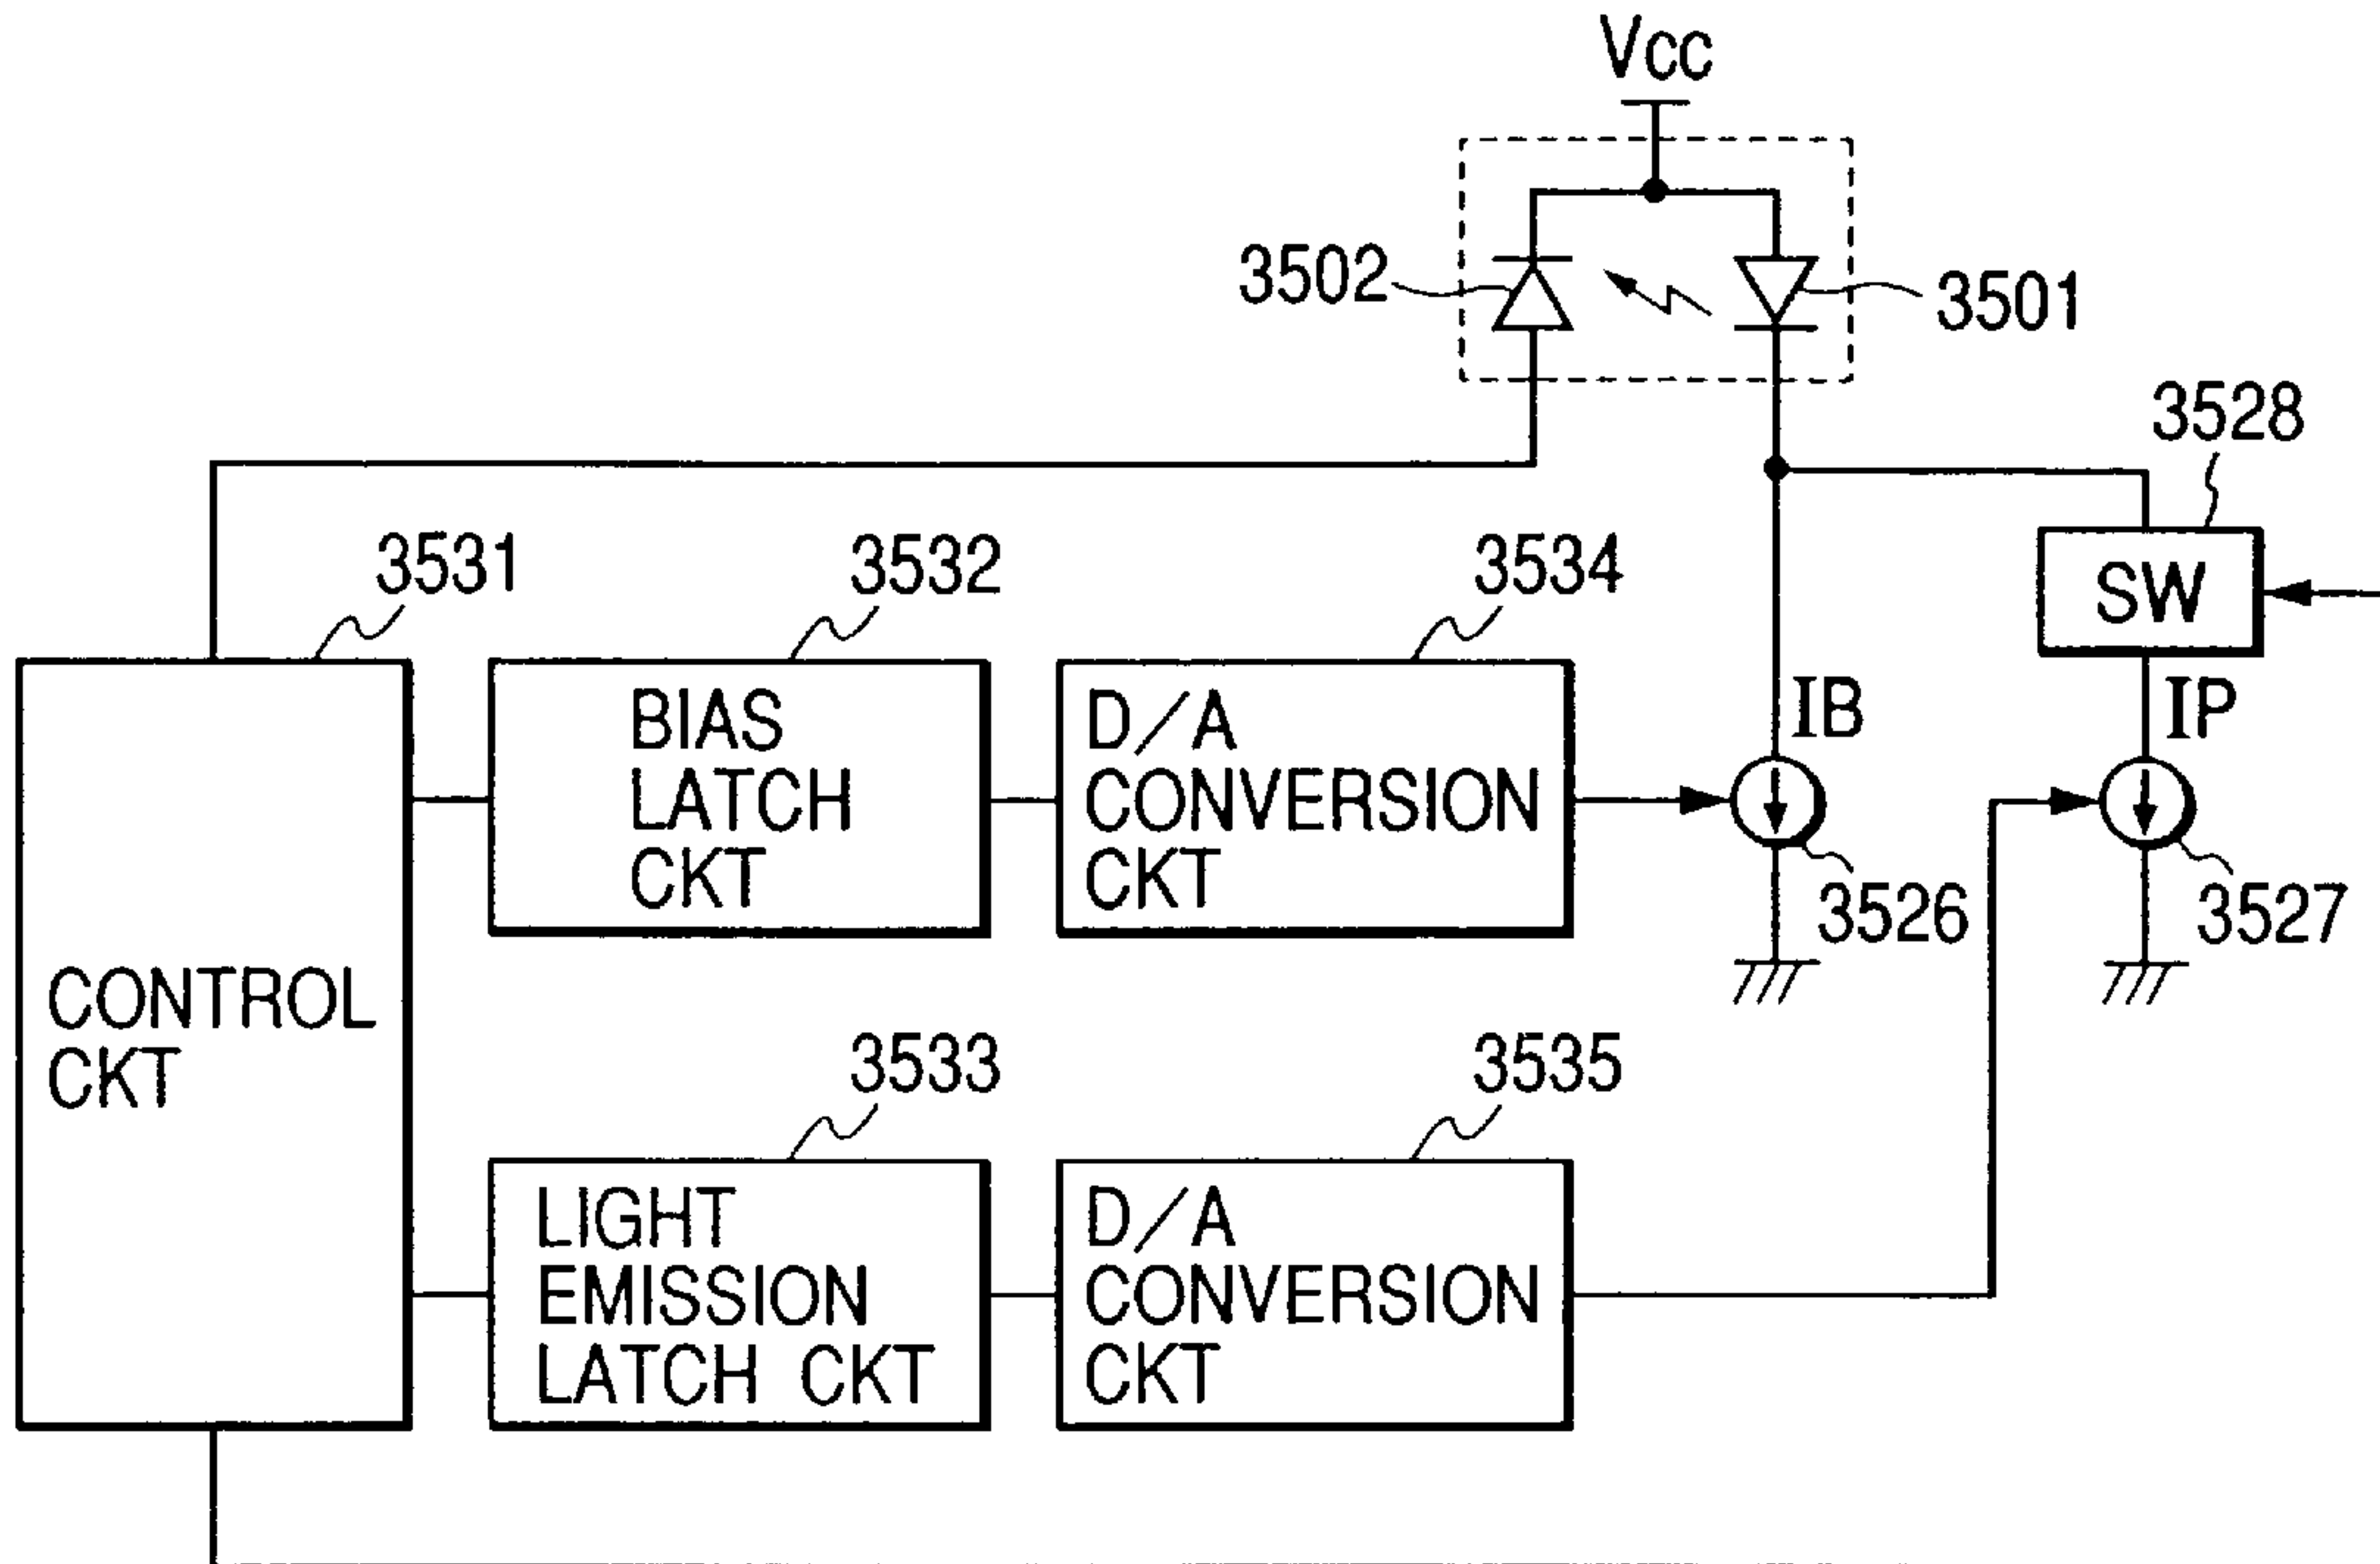 Vcc
3502
3501
3528
SW
3531
3532
3534
IB
IP
BIAS
LATCH
CKT
D/A
CONVERSION
CKT
3526
3527
CONTROL
CKT
3533
3535
LIGHT
EMISSION
LATCH CKT
D/A
CONVERSION
CKT